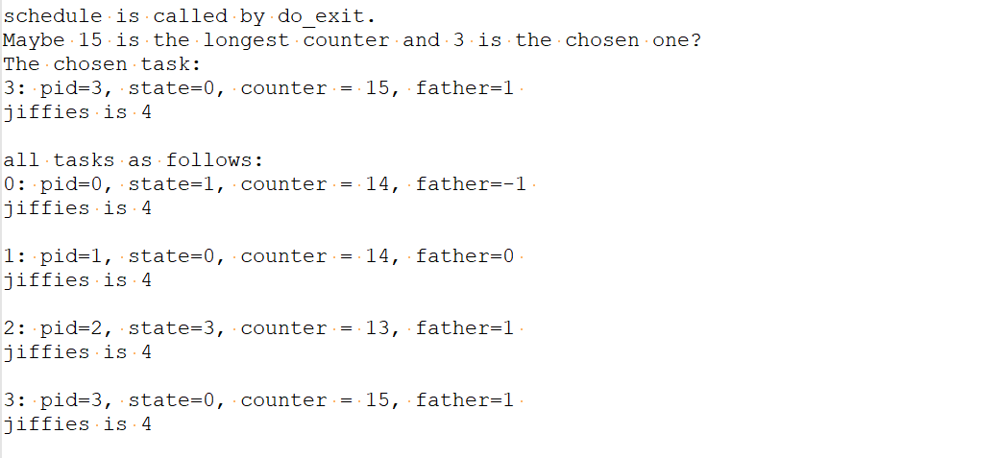 schedule is called by do_exit.
Maybe 15 is the longest counter and 3 is the chosen one?
The chosen task:
3: pid=3, state=0, counter = 15, father=1
jiffies is 4
all tasks as follows:
0: pid=0, state=1, counter = 14, father=-1
jiffies is 4
1: pid=1, state=0, counter = 14, father=0
jiffies is 4
2: pid=2, state=3, counter = 13, father=1
jiffies is 4
3: pid=3, state=0, counter = 15, father=1
jiffies is 4